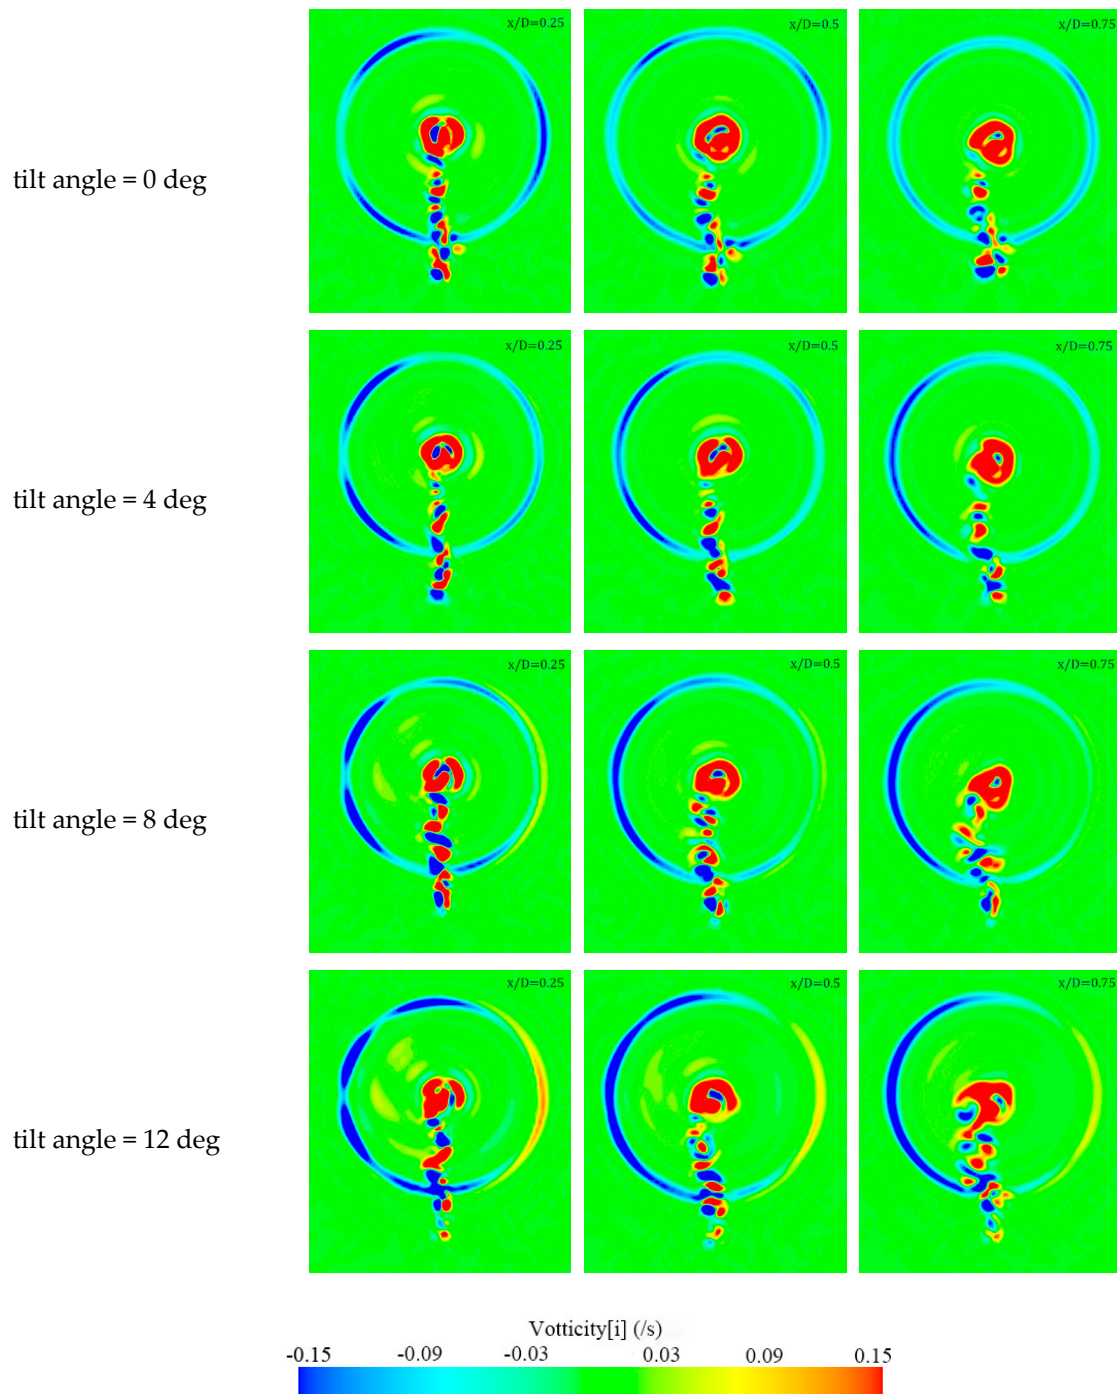 x/D=0.25 x/D=0.5 x/D=0.75
tilt angle = 0 deg
x/D=0.25 x/D=0.5 x/D=0.75
tilt angle = 4 deg
x/D=0.25 x/D=0.5 x/D=0.75
tilt angle = 8 deg
x/D=0.25 x/D=0.5 x/D=0.75
tilt angle = 12 deg
Votticity[i] (/s)
-0.15 -0.09 -0.03 0.03 0.09 0.15